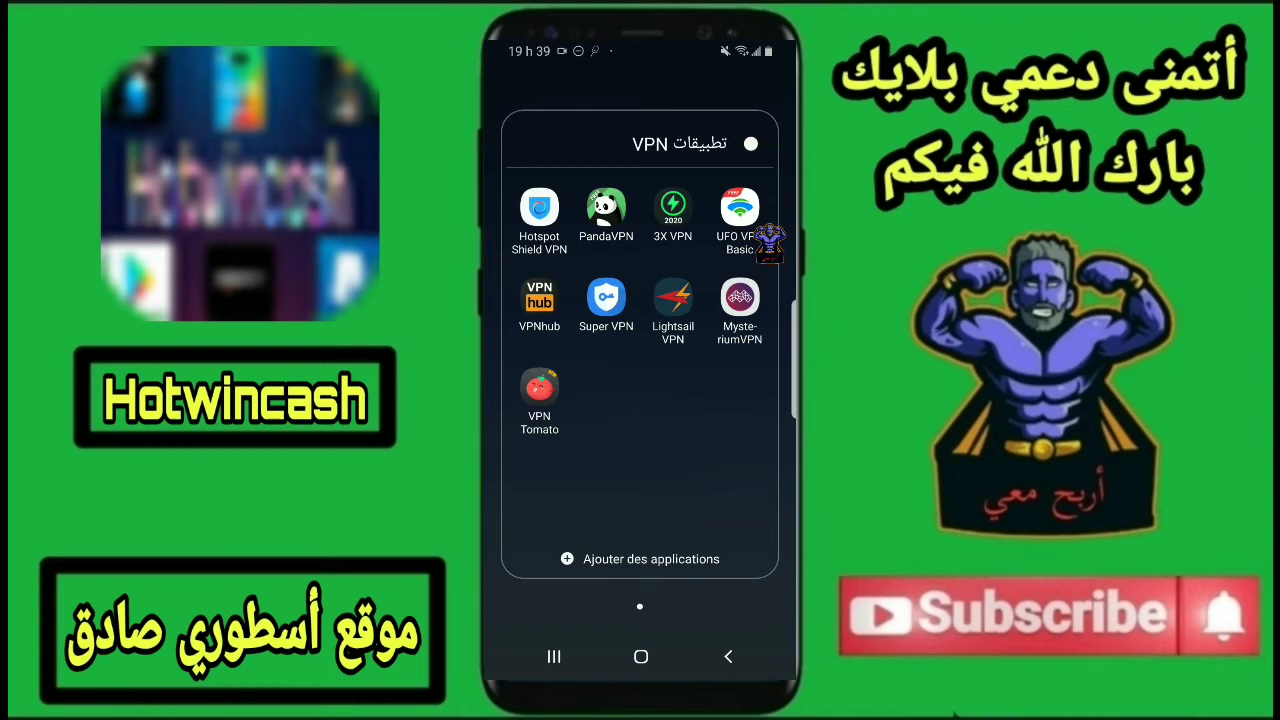 Hotwincash
Hotwincash
موقع أسطوري صادق
19 h 39
تطبيقات VPN
Hotspot
Shield VPN
PandaVPN
2020
3X VPN
UFO
Basic
VPN
hub
VPNhub
Super VPN
Lightsail
VPN
Myste-
riumVPN
VPN
Tomato
Ajouter des applications
أتمنى دعمي بلايك
بارك الله فيكم
أربح معي
Subscribe